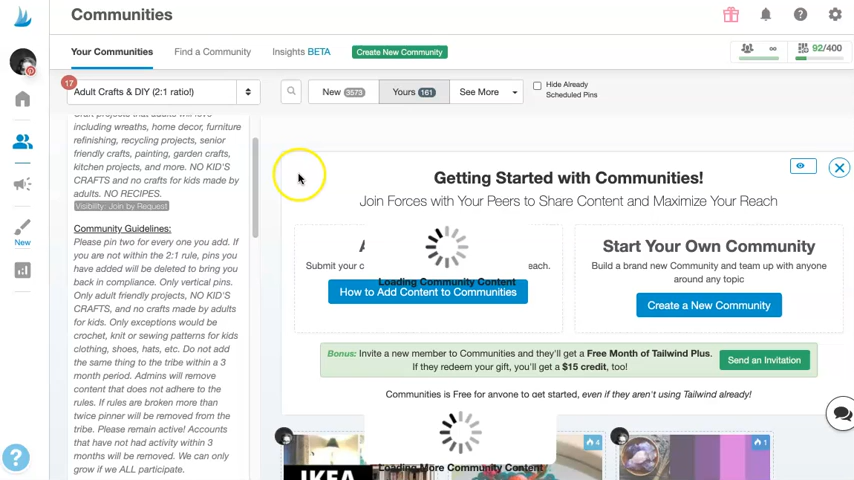 Communities
Your Communities
Find a Community
Insights BETA
Create New Community
∞
92/400
17
Adult Crafts & DIY (2:1 ratio!)
New 3573
Yours 161
See More
Hide Already
Scheduled Pins
Craft projects that adults will love
including wreaths, home decor, furniture
refinishing, recycling projects, senior
friendly crafts, painting, garden crafts,
kitchen projects, and more. NO KID'S
CRAFTS and no crafts for kids made by
adults. NO RECIPES.
Visibility: Join by Request
Community Guidelines:
Please pin two for every one you add. If
you are not within the 2:1 rule, pins you
have added will be deleted to bring you
back in compliance. Only vertical pins.
Only adult friendly projects, NO KID'S
CRAFTS, and no crafts made by adults
for kids. Only exceptions would be
crochet, knit or sewing patterns for kids
clothing, shoes, hats, etc. Do not add
the same thing to the tribe within a 3
month period. Admins will remove
content that does not adhere to the
rules. If rules are broken more than
twice pinner will be removed from the
tribe. Please remain active! Accounts
that have not had activity within 3
months will be removed. We can only
grow if we ALL participate.
New
?
Getting Started with Communities!
Join Forces with Your Peers to Share Content and Maximize Your Reach
A
Submit your c
each.
Loading Community Content
How to Add Content to Communities
Start Your Own Community
Build a brand new Community and team up with anyone
around any topic
Create a New Community
Bonus: Invite a new member to Communities and they'll get a Free Month of Tailwind Plus.
If they redeem your gift, you'll get a $15 credit, too!
Send an Invitation
Communities is Free for anyone to get started, even if they aren't using Tailwind already!
4
1
IKEA
Loading More Community Content